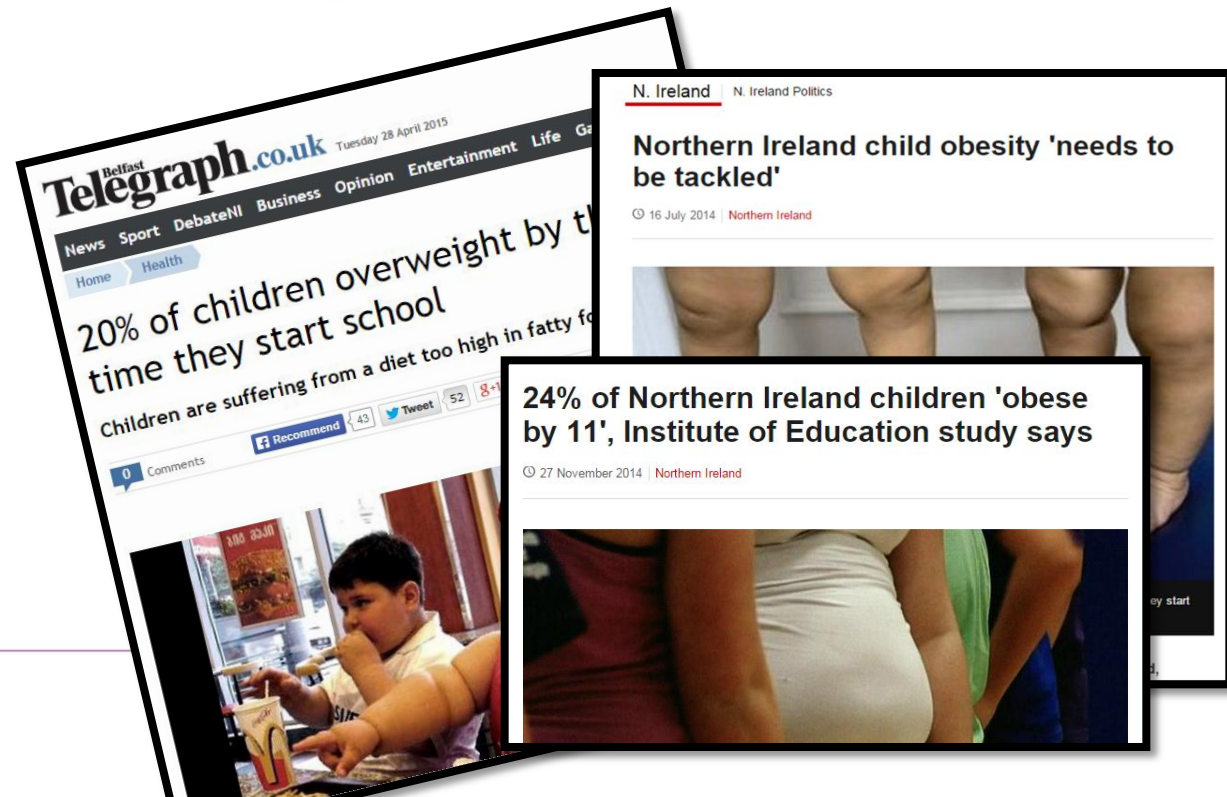 Belfast
Telegraph.co.uk Tuesday 28 April 2015
News Sport DebateNI Business Opinion Entertainment Life
Home Health
20% of children overweight by
time they start school
Children are suffering from a diet too high in fatty
0 Comments
Recommend 43 Tweet 52 g+1
N. Ireland N. Ireland Politics
Northern Ireland child obesity 'needs to
be tackled'
16 July 2014 Northern Ireland
ey start
d,
24% of Northern Ireland children 'obese
by 11', Institute of Education study says
27 November 2014 Northern Ireland